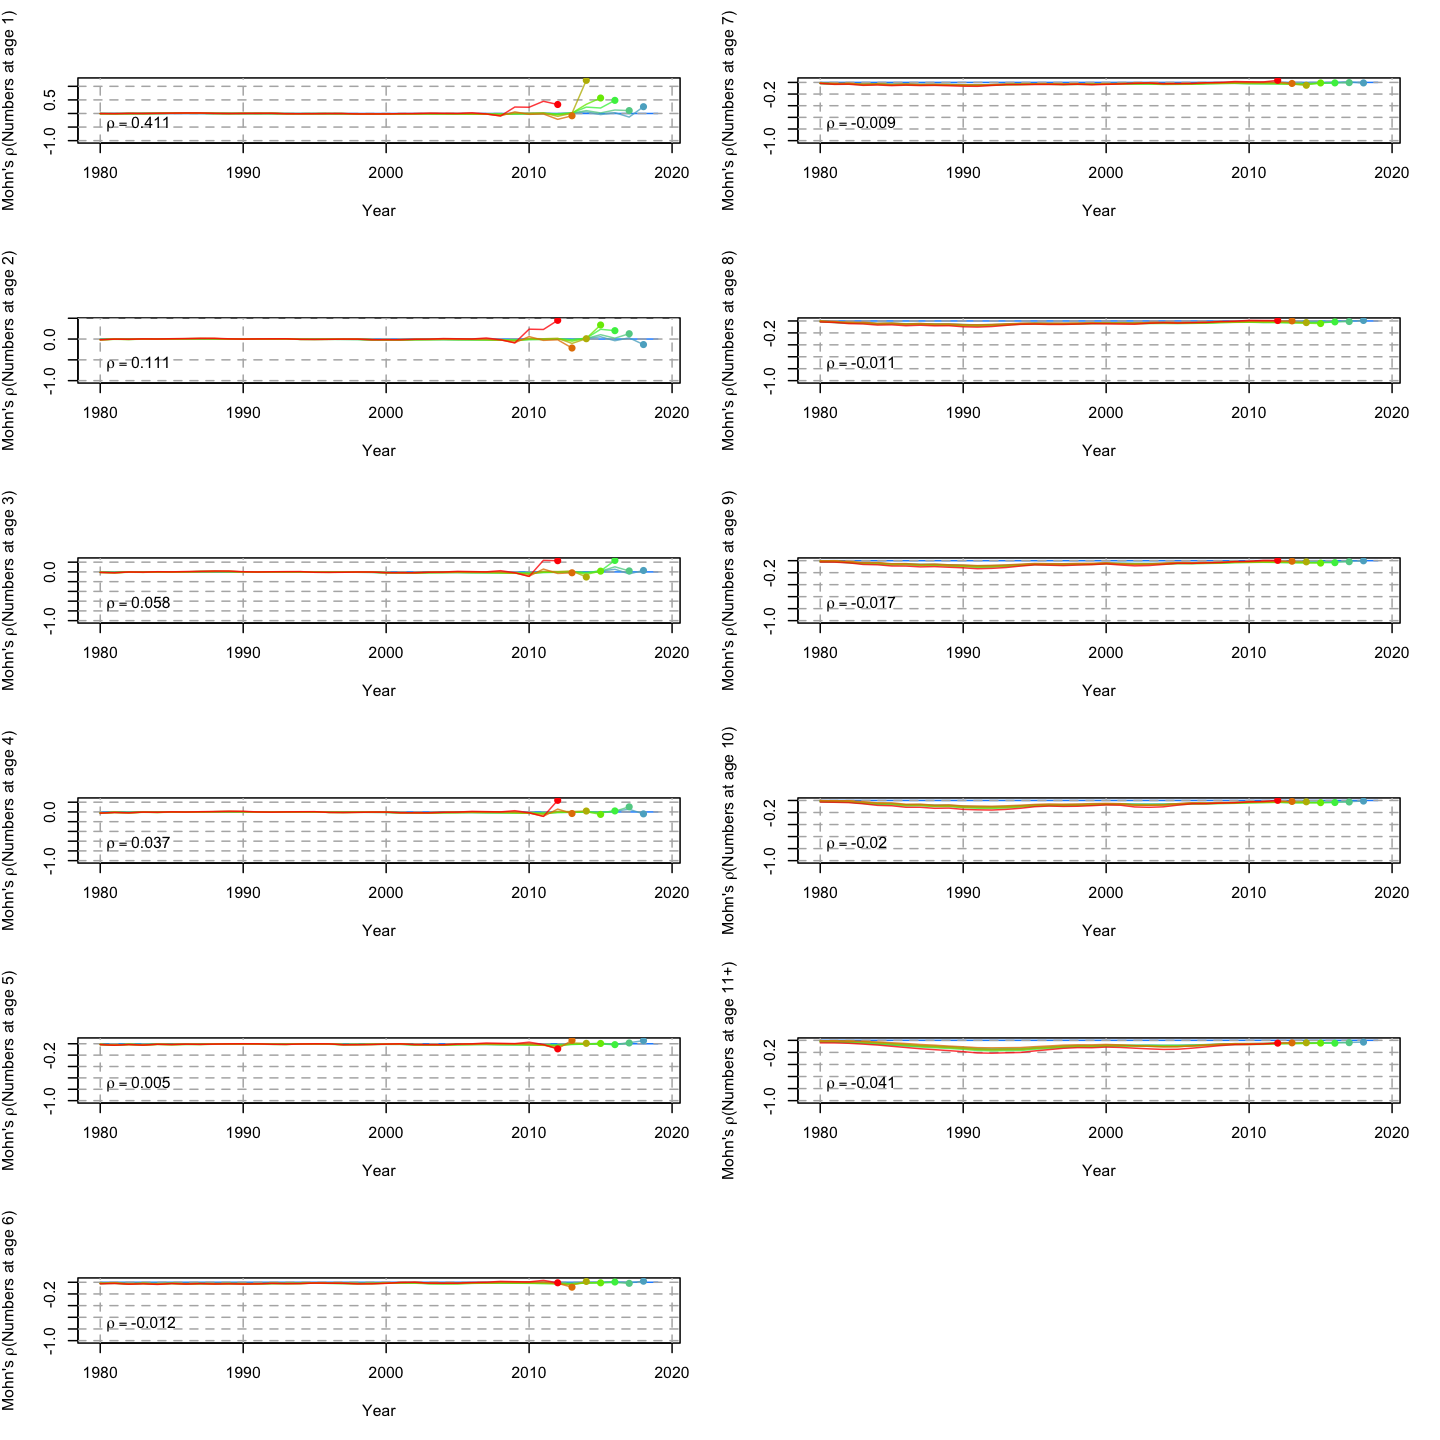 Mohn's ρ(Numbers at age 1)
0.5
-1.0
ρ = 0.411
1980 1990 2000 2010 2020
Year
Mohn's ρ(Numbers at age 2)
0.0
-1.0
ρ = 0.111
1980 1990 2000 2010 2020
Year
Mohn's ρ(Numbers at age 3)
0.0
-1.0
ρ = 0.058
1980 1990 2000 2010 2020
Year
Mohn's ρ(Numbers at age 4)
0.0
-1.0
ρ = 0.037
1980 1990 2000 2010 2020
Year
Mohn's ρ(Numbers at age 5)
-0.2
-1.0
ρ = 0.005
1980 1990 2000 2010 2020
Year
Mohn's ρ(Numbers at age 6)
-0.2
-1.0
ρ = -0.012
1980 1990 2000 2010 2020
Year
Mohn's ρ(Numbers at age 7)
-0.2
-1.0
ρ = -0.009
1980 1990 2000 2010 2020
Year
Mohn's ρ(Numbers at age 8)
-0.2
-1.0
ρ = -0.011
1980 1990 2000 2010 2020
Year
Mohn's ρ(Numbers at age 9)
-0.2
-1.0
ρ = -0.017
1980 1990 2000 2010 2020
Year
Mohn's ρ(Numbers at age 10)
-0.2
-1.0
ρ = -0.02
1980 1990 2000 2010 2020
Year
Mohn's ρ(Numbers at age 11+)
-0.2
-1.0
ρ = -0.041
1980 1990 2000 2010 2020
Year